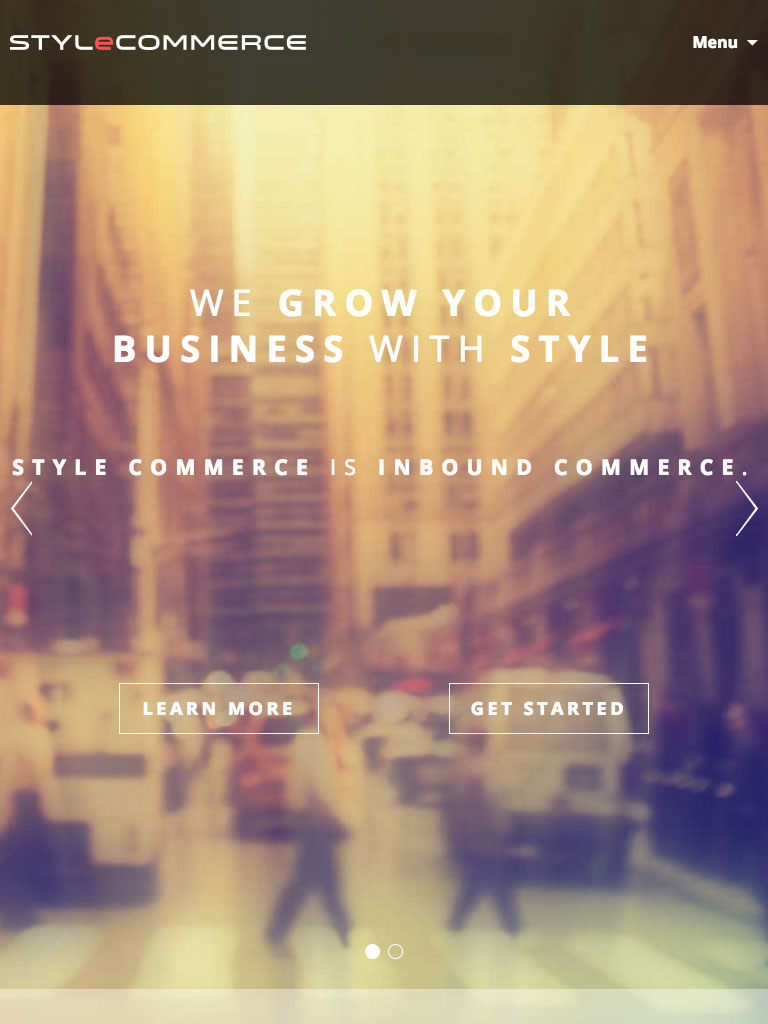 STYLeCOMMERCE
Menu
WE GROW YOUR
BUSINESS WITH STYLE
STYLE COMMERCE IS INBOUND COMMERCE.
LEARN MORE
GET STARTED